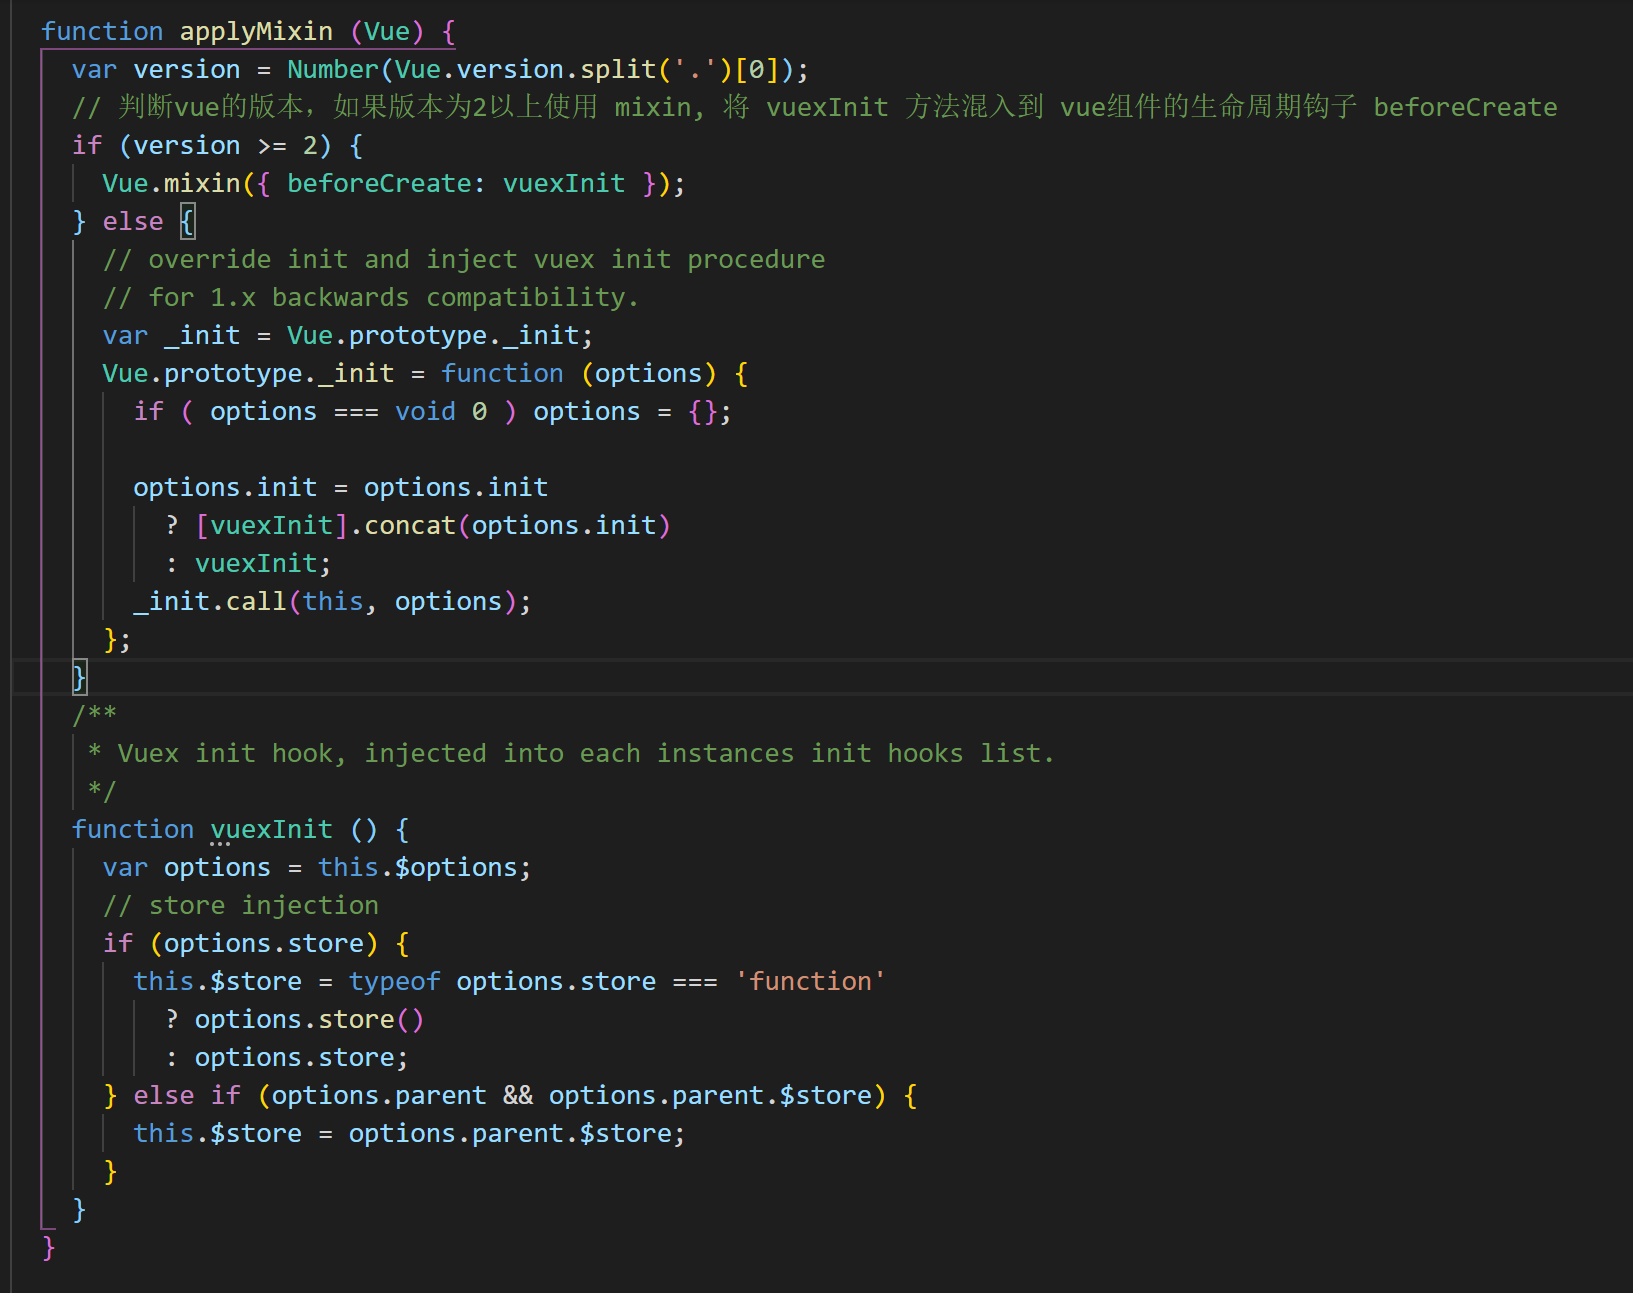 function applyMixin (Vue) {
  var version = Number(Vue.version.split('.')[0]);
  // 判断vue的版本，如果版本为2以上使用 mixin, 将 vuexInit 方法混入到 vue组件的生命周期钩子 beforeCreate
  if (version >= 2) {
    Vue.mixin({ beforeCreate: vuexInit });
  } else {
    // override init and inject vuex init procedure
    // for 1.x backwards compatibility.
    var _init = Vue.prototype._init;
    Vue.prototype._init = function (options) {
      if ( options === void 0 ) options = {};

      options.init = options.init
        ? [vuexInit].concat(options.init)
        : vuexInit;
      _init.call(this, options);
    };
  }
  /**
   * Vuex init hook, injected into each instances init hooks list.
   */
  function vuexInit () {
    var options = this.$options;
    // store injection
    if (options.store) {
      this.$store = typeof options.store === 'function'
        ? options.store()
        : options.store;
    } else if (options.parent && options.parent.$store) {
      this.$store = options.parent.$store;
    }
  }
}